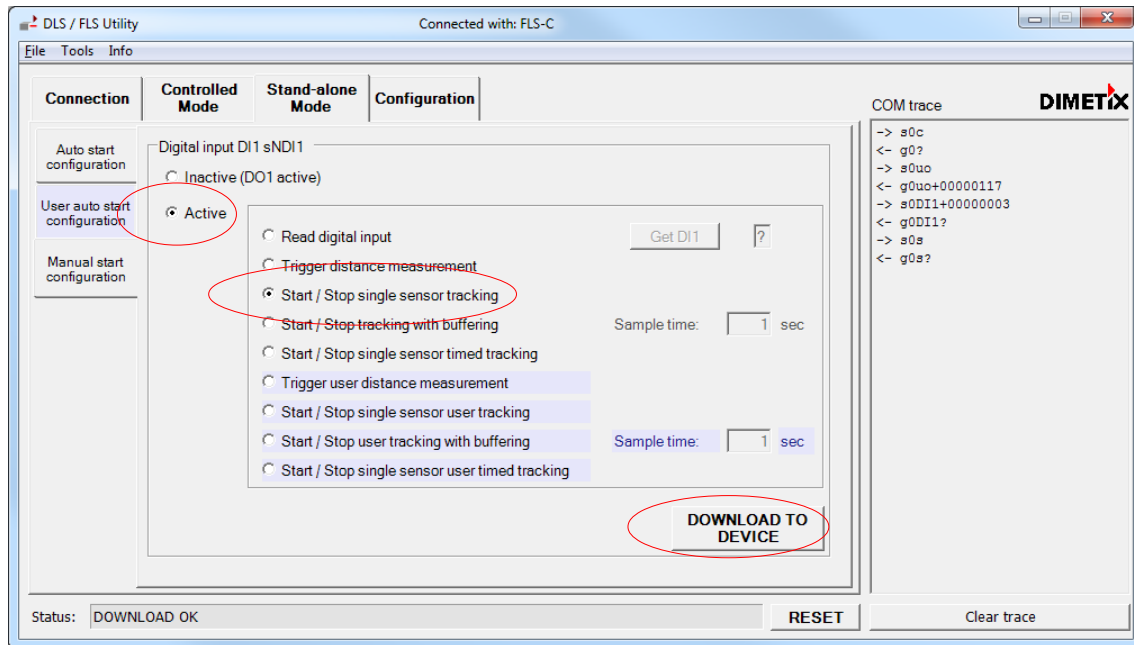 DLS / FLS Utility
Connected with: FLS-C
File Tools Info
Connection
Controlled
Mode
Stand-alone
Mode
Configuration
Auto start
configuration
User auto start
configuration
Manual start
configuration
Digital input DI1 sNDI1
Inactive (DO1 active)
Active
Read digital input
Get DI1
?
Trigger distance measurement
Start / Stop single sensor tracking
Start / Stop tracking with buffering
Sample time: 1 sec
Start / Stop single sensor timed tracking
Trigger user distance measurement
Start / Stop single sensor user tracking
Start / Stop user tracking with buffering
Sample time: 1 sec
Start / Stop single sensor user timed tracking
DOWNLOAD TO
DEVICE
COM trace
DIMETIX
-> s0c
<- g0?
-> s0uo
<- g0uo+00000117
-> s0DI1+00000003
<- g0DI1?
-> s0s
<- g0s?
Status: DOWNLOAD OK
RESET
Clear trace